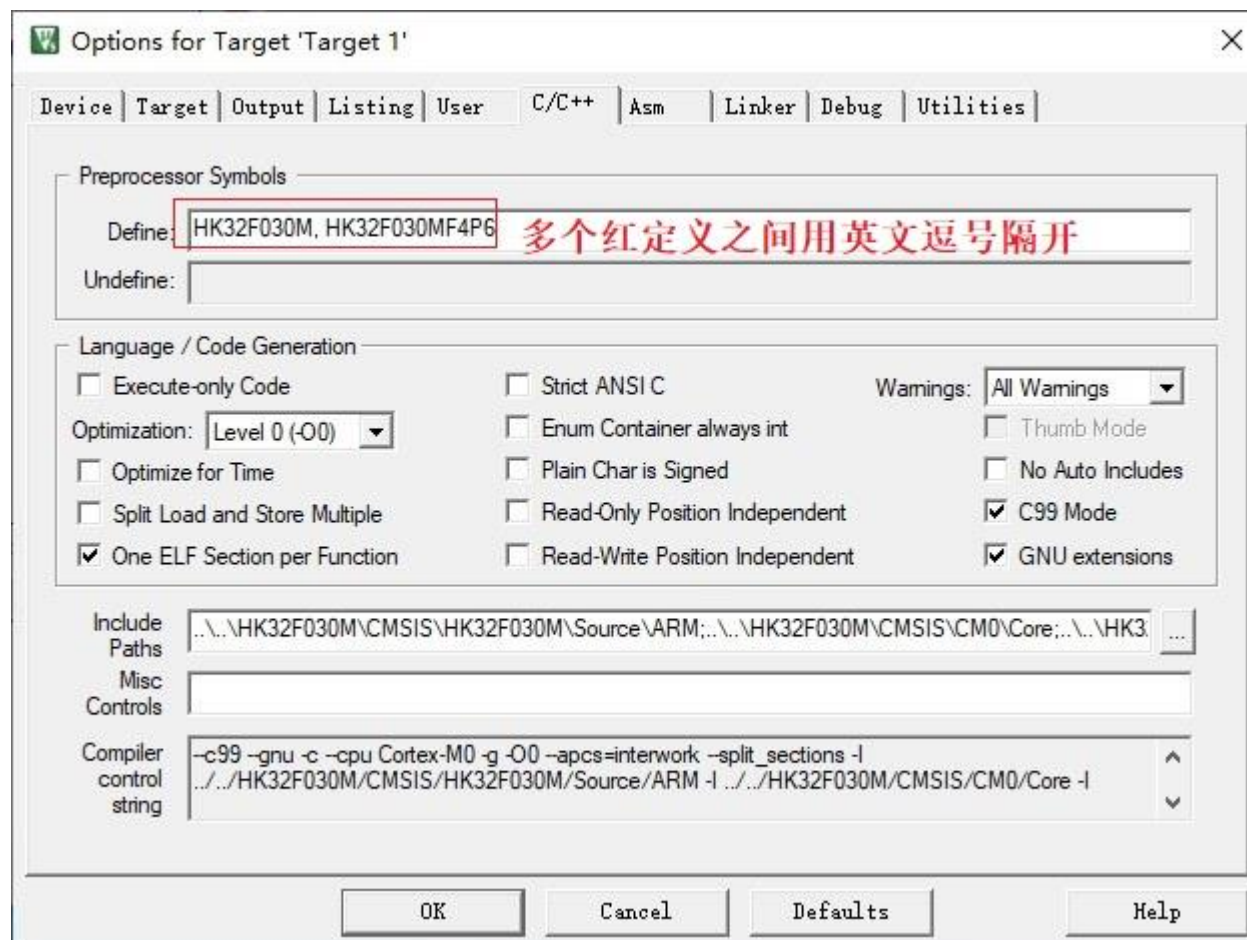 Options for Target 'Target 1'
Device Target Output Listing User C/C++ Asm Linker Debug Utilities
Preprocessor Symbols
Define: HK32F030M, HK32F030MF4P6 多个红定义之间用英文逗号隔开
Undefine:
Language / Code Generation
Execute-only Code Strict ANSI C Warnings: All Warnings
Optimization: Level 0 (-O0) Enum Container always int Thumb Mode
Optimize for Time Plain Char is Signed No Auto Includes
Split Load and Store Multiple Read-Only Position Independent C99 Mode
One ELF Section per Function Read-Write Position Independent GNU extensions
Include Paths ..\..\HK32F030M\CMSIS\HK32F030M\Source\ARM;..\..\HK32F030M\CMSIS\CM0\Core;..\..\HK3 ...
Misc Controls
Compiler control string --c99 --gnu -c --cpu Cortex-M0 -g -O0 --apcs=interwork --split_sections -I
../../HK32F030M/CMSIS/HK32F030M/Source/ARM -I ../../HK32F030M/CMSIS/CM0/Core -I
OK Cancel Defaults Help